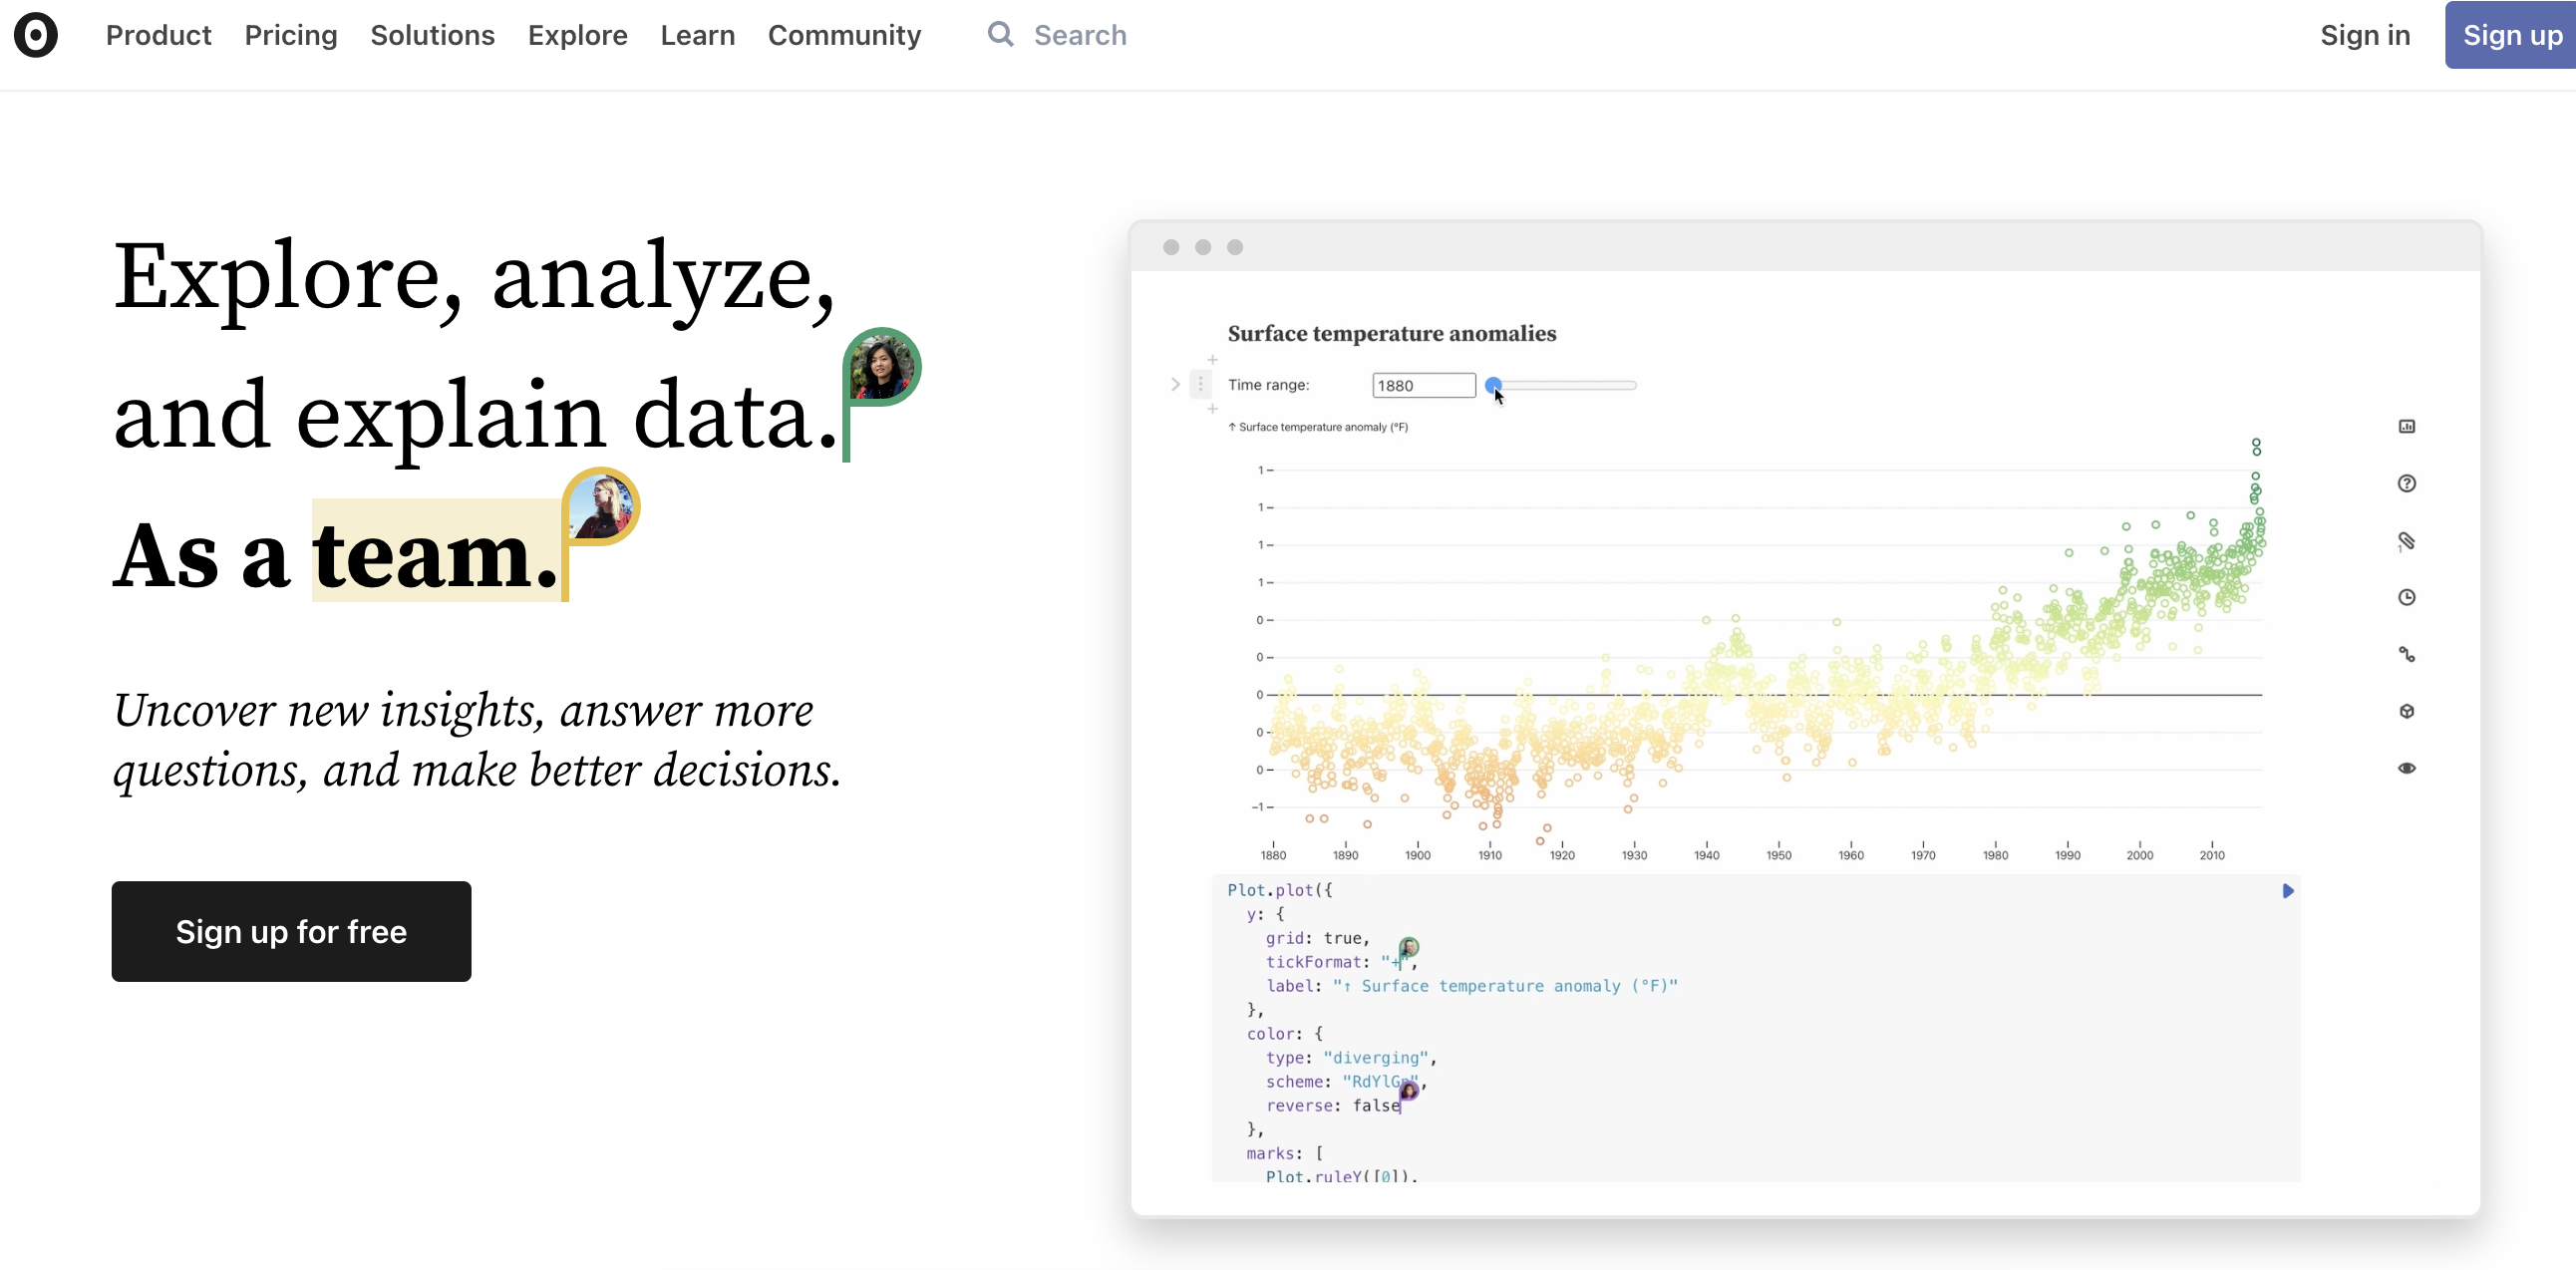 Product Pricing Solutions Explore Learn Community Search Sign in Sign up
Explore, analyze,
and explain data.
As a team.
Uncover new insights, answer more
questions, and make better decisions.
Sign up for free
Surface temperature anomalies
Time range: 1880
↑ Surface temperature anomaly (°F)
1
1
1
1
0
0
0
0
0
−1
1880 1890 1900 1910 1920 1930 1940 1950 1960 1970 1980 1990 2000 2010
1
Plot.plot({
y: {
grid: true,
tickFormat: "+",
label: "↑ Surface temperature anomaly (°F)"
},
color: {
type: "diverging",
scheme: "RdYlGn",
reverse: false
},
marks: [
Plot.ruleY([0]),